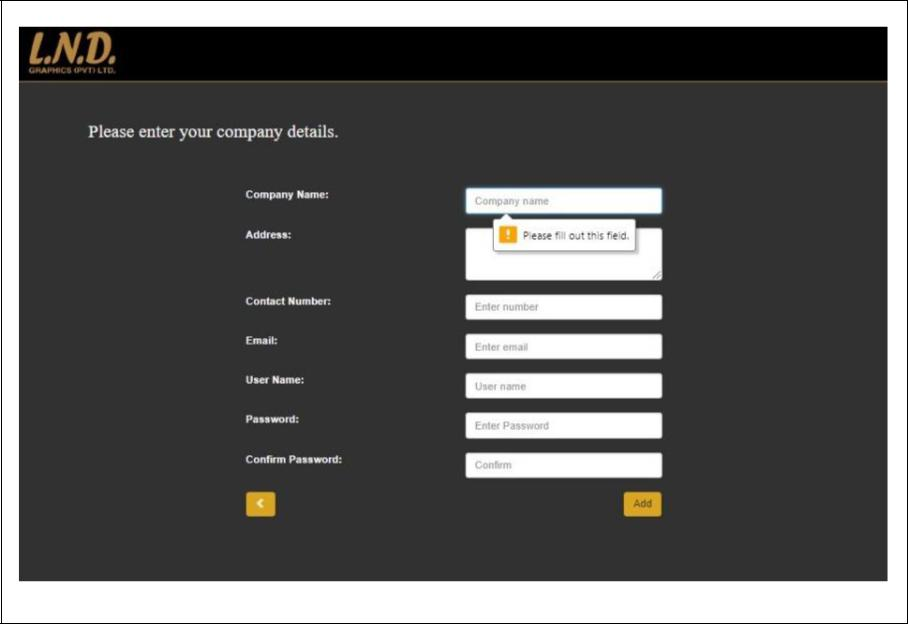 L.N.D.
GRAPHICS (PVT) LTD.
Please enter your company details.
Company Name:
Company name
Please fill out this field.
Address:
Contact Number:
Enter number
Email:
Enter email
User Name:
User name
Password:
Enter Password
Confirm Password:
Confirm
Add